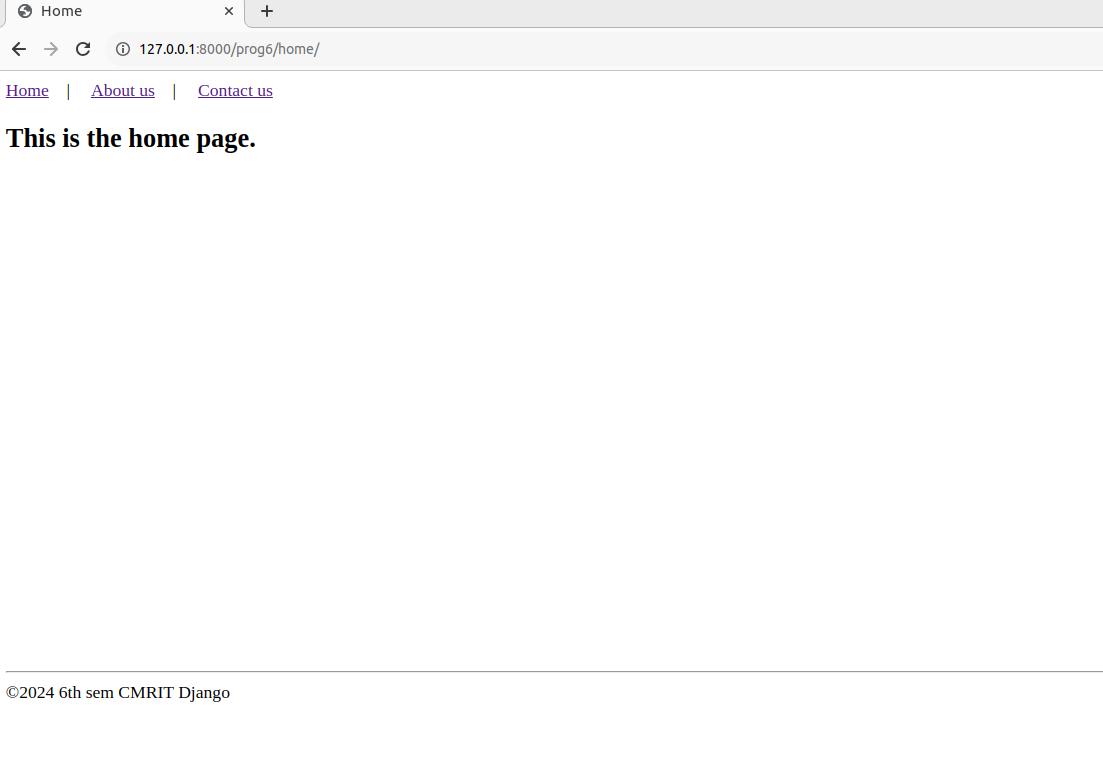 Home
127.0.0.1:8000/prog6/home/
Home | About us | Contact us
This is the home page.
©2024 6th sem CMRIT Django